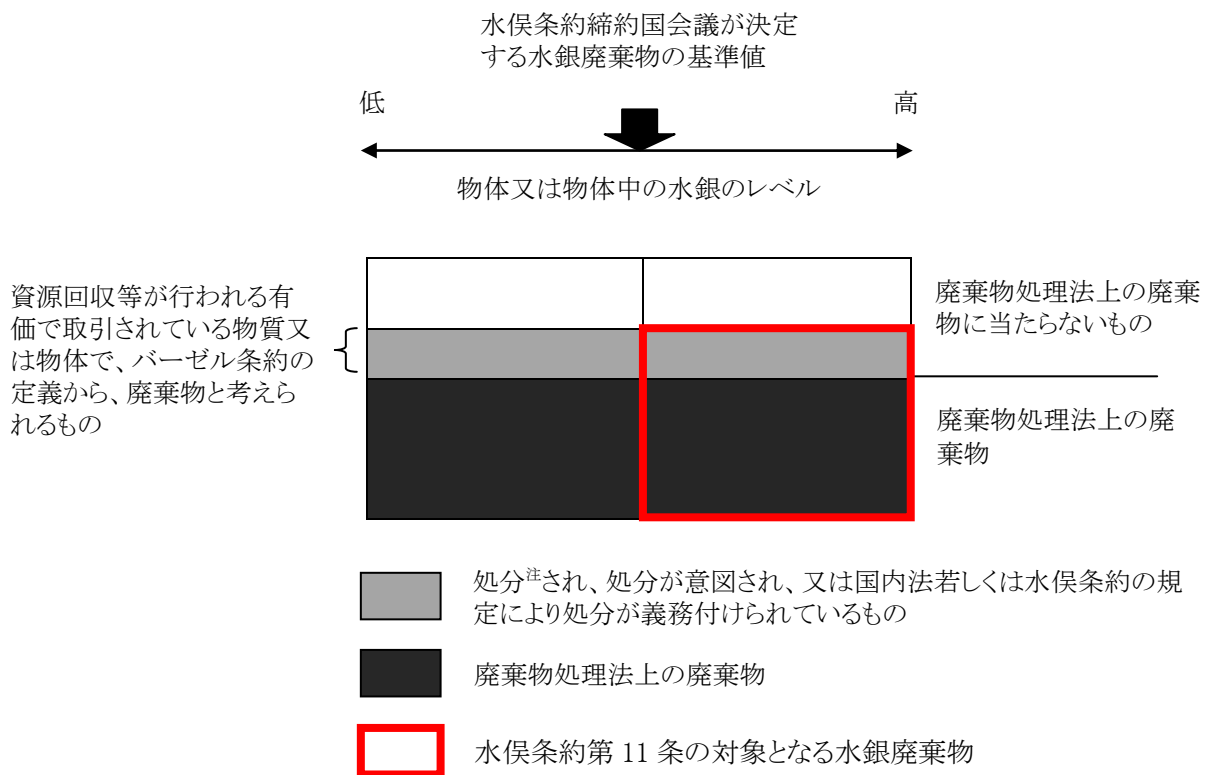 水俣条約締約国会議が決定
する水銀廃棄物の基準値
低
高
物体又は物体中の水銀のレベル
資源回収等が行われる有
価で取引されている物質又
は物体で、バーゼル条約の
定義から、廃棄物と考えら
れるもの
廃棄物処理法上の廃棄
物に当たらないもの
廃棄物処理法上の廃
棄物
処分注され、処分が意図され、又は国内法若しくは水俣条約の規
定により処分が義務付けられているもの
廃棄物処理法上の廃棄物
水俣条約第 11 条の対象となる水銀廃棄物